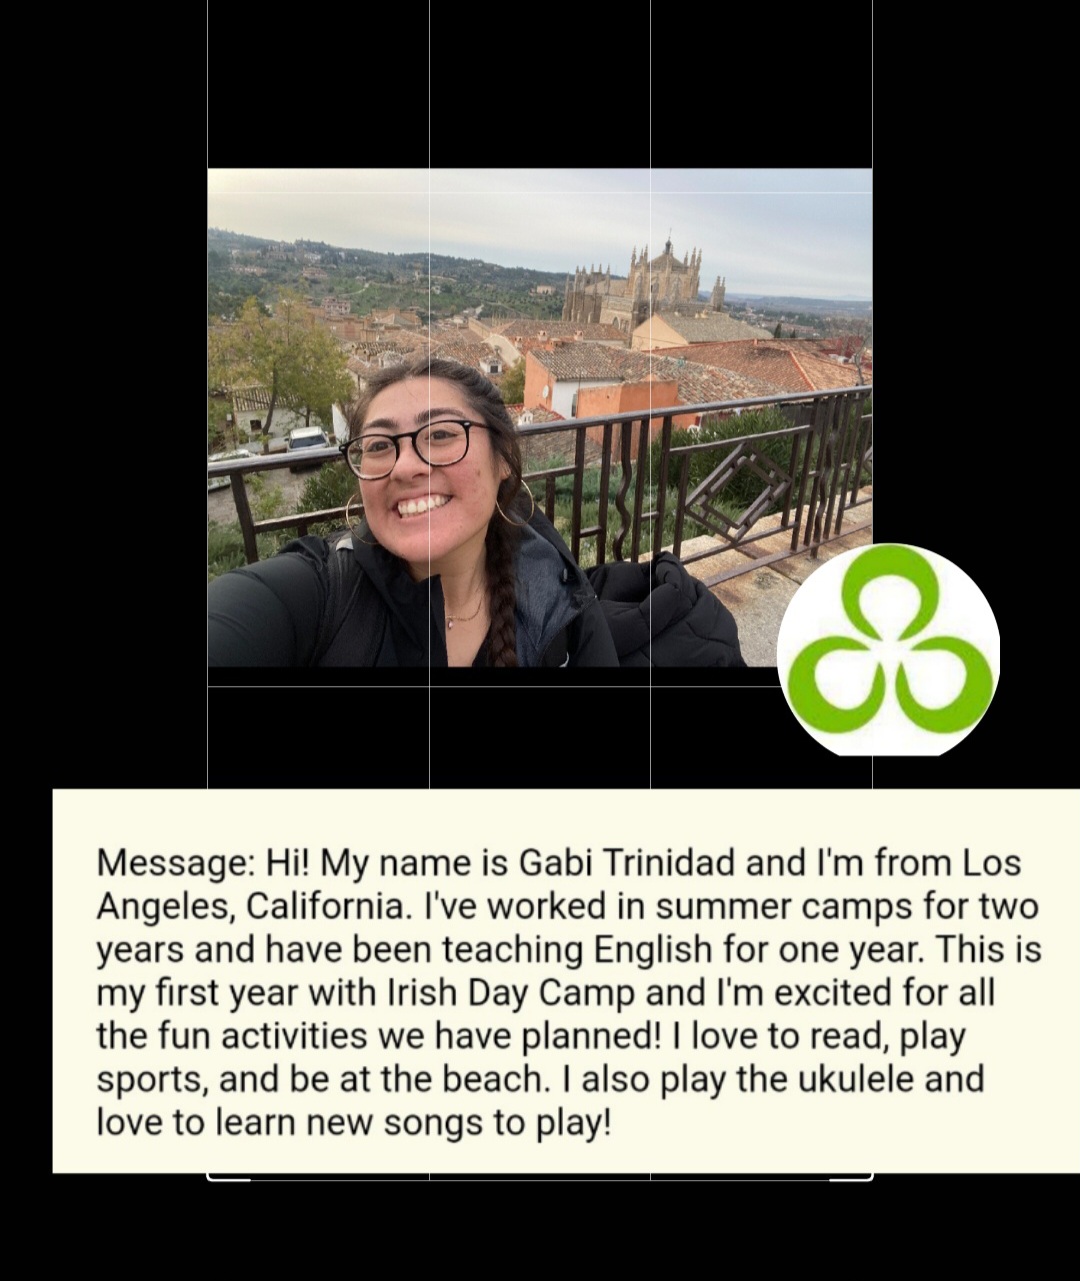 Message: Hi! My name is Gabi Trinidad and I'm from Los
Angeles, California. I've worked in summer camps for two
years and have been teaching English for one year. This is
my first year with Irish Day Camp and I'm excited for all
the fun activities we have planned! I love to read, play
sports, and be at the beach. I also play the ukulele and
love to learn new songs to play!